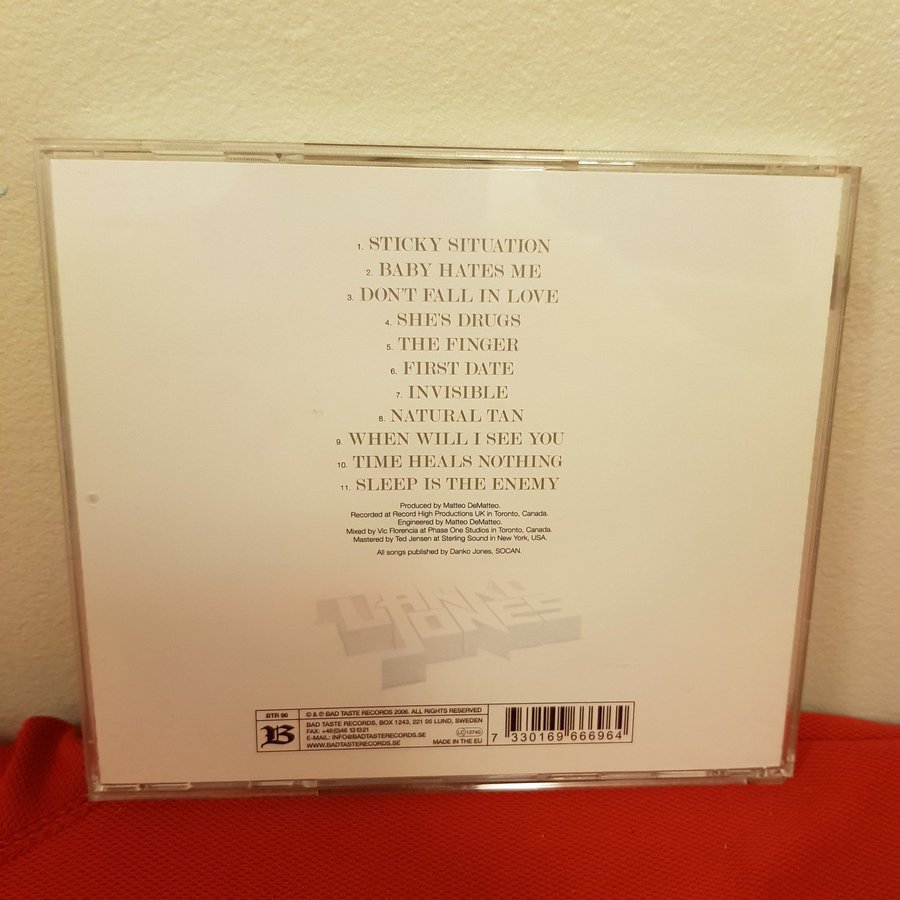 1. STICKY SITUATION
2. BABY HATES ME
3. DON'T FALL IN LOVE
4. SHE'S DRUGS
5. THE FINGER
6. FIRST DATE
7. INVISIBLE
8. NATURAL TAN
9. WHEN WILL I SEE YOU
10. TIME HEALS NOTHING
11. SLEEP IS THE ENEMY
Produced by Matteo DeMatteo.
Recorded at Record High Productions UK in Toronto, Canada.
Engineered by Matteo DeMatteo.
Mixed by Vic Florencia at Phase One Studios in Toronto, Canada.
Mastered by Ted Jensen at Sterling Sound in New York, USA.
All songs published by Danko Jones, SOCAN.
DANKO
JONES
BTR 96
B
© & ℗ BAD TASTE RECORDS 2006. ALL RIGHTS RESERVED
BAD TASTE RECORDS, BOX 1243, 221 05 LUND, SWEDEN
FAX: +46(0)46 131321
E-MAIL: INFO@BADTASTERECORDS.SE
WWW.BADTASTERECORDS.SE
LC 13740
MADE IN THE EU
7 330169 666964